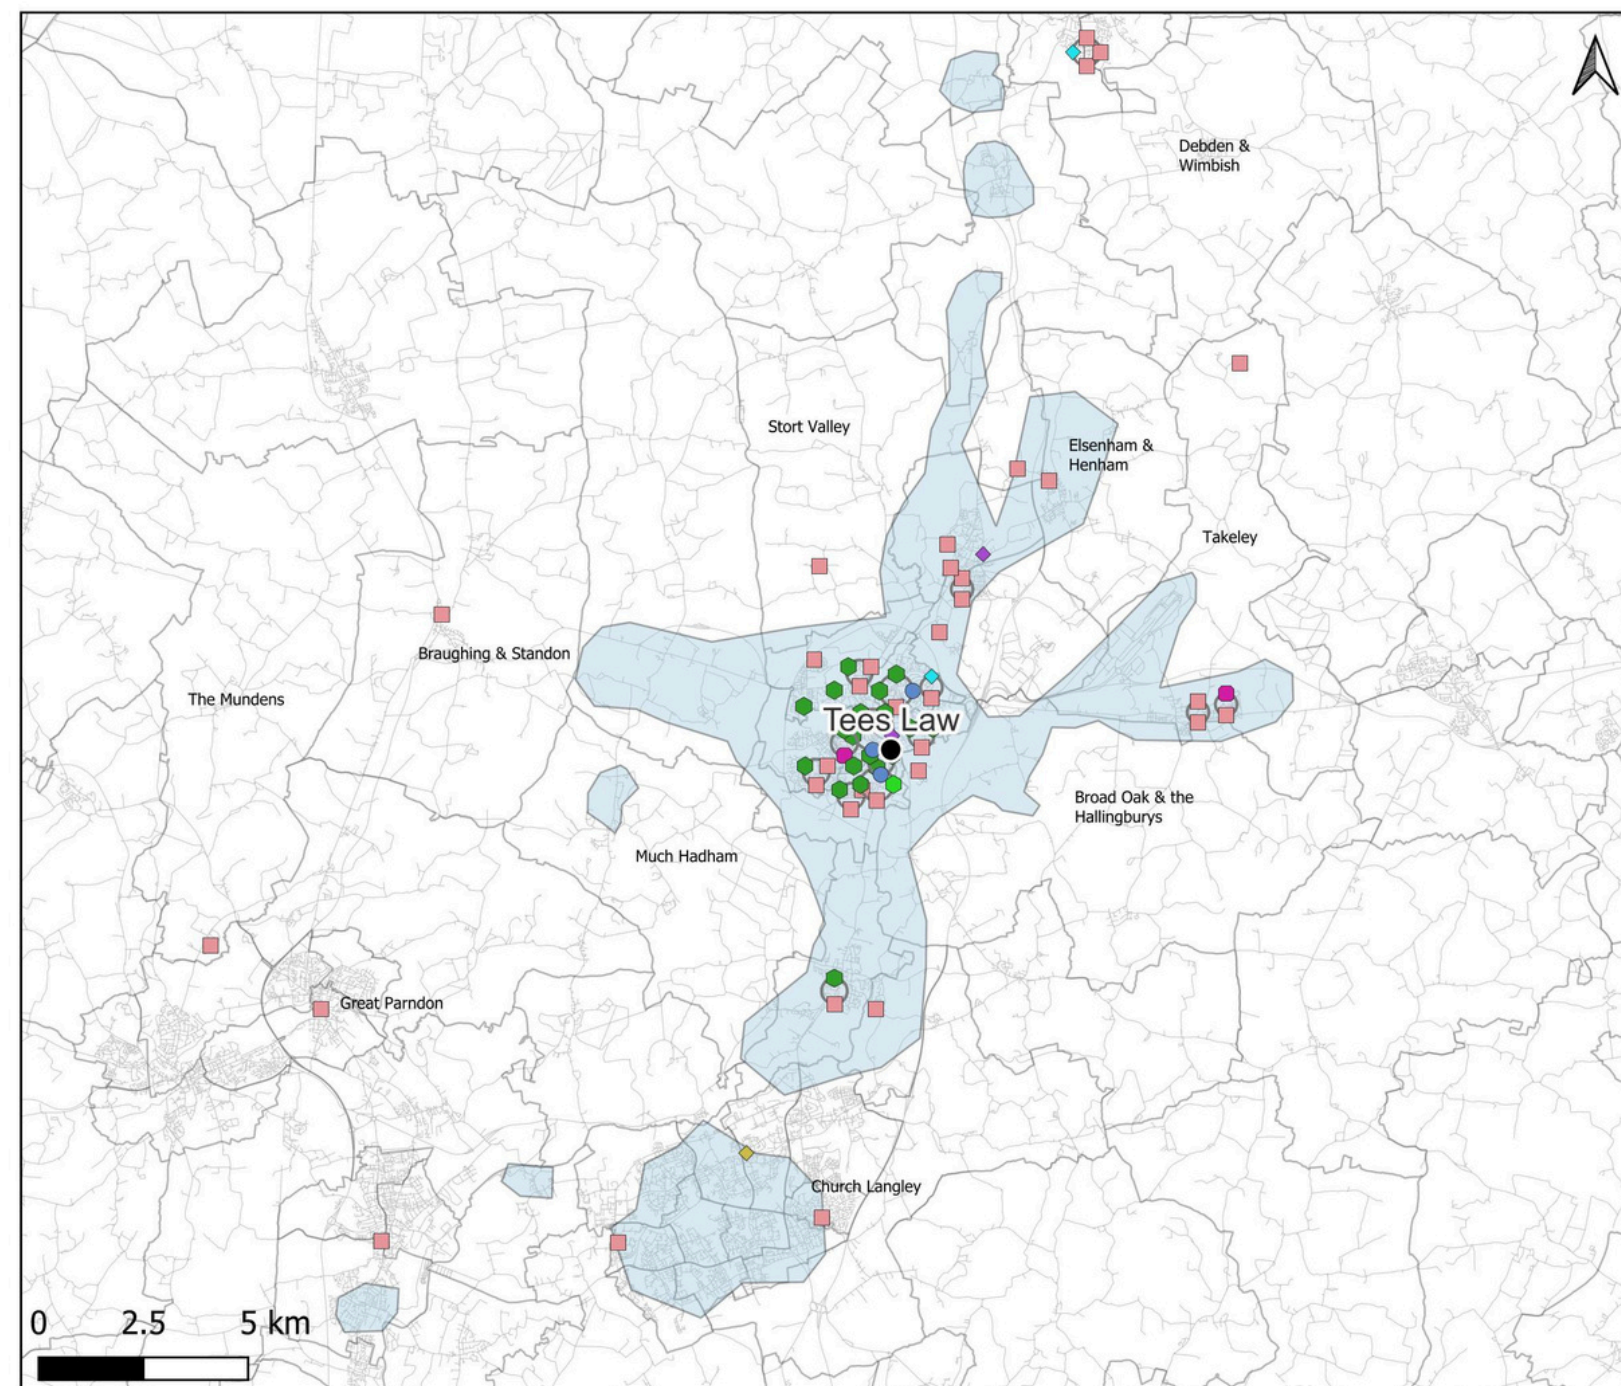 Debden &
Wimbish
Stort Valley
Elsenham &
Henham
Takeley
Braughing & Standon
The Mundens
Tees Law
Broad Oak & the
Hallingburys
Much Hadham
Great Parndon
Church Langley
0 2.5 5 km